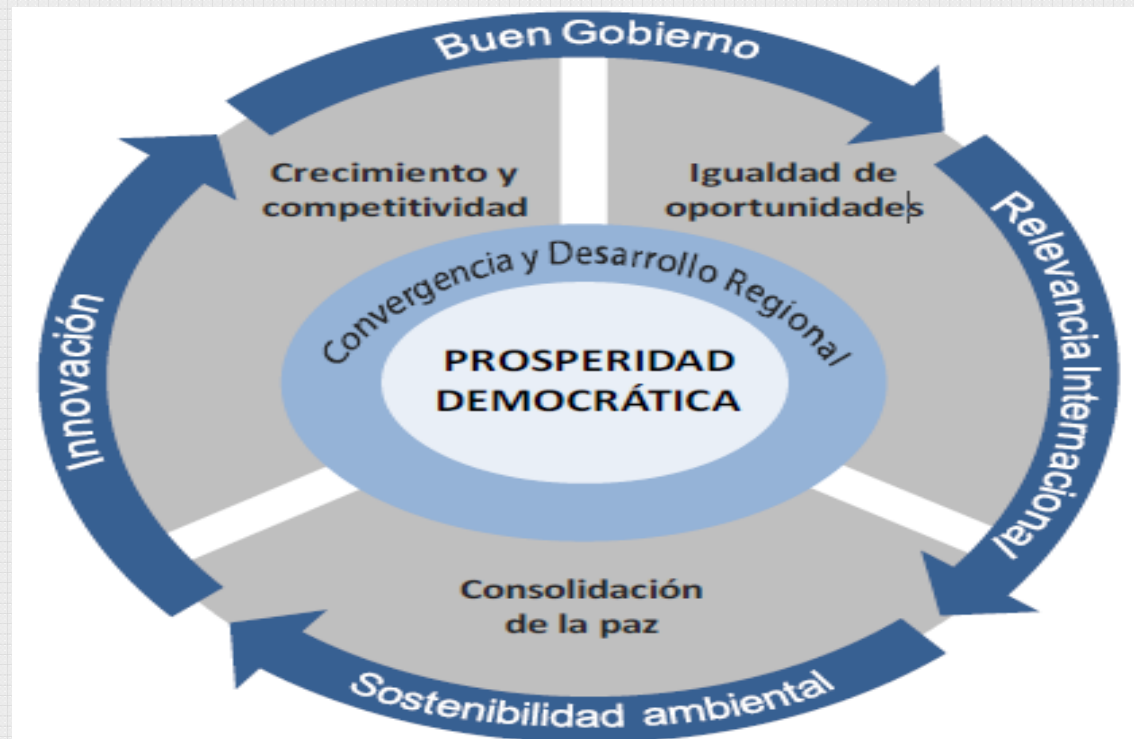 Buen Gobierno
Crecimiento y
competitividad
Igualdad de
oportunidades
Relevancia Internacional
Innovación
Convergencia y Desarrollo Regional
PROSPERIDAD
DEMOCRÁTICA
Consolidación
de la paz
Sostenibilidad ambiental